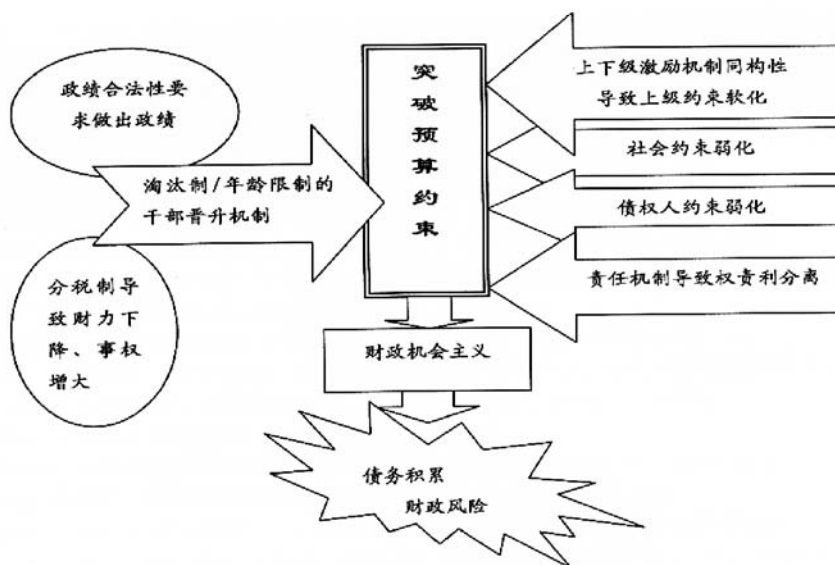 政绩合法性要
求做出政绩
淘汰制/年龄限制的
干部晋升机制
分税制导
致财力下
降、事权
增大
突
破
预
算
约
束
上下级激励机制同构性
导致上级约束软化
社会约束弱化
债权人约束弱化
责任机制导致权责利分离
财政机会主义
债务积累
财政风险